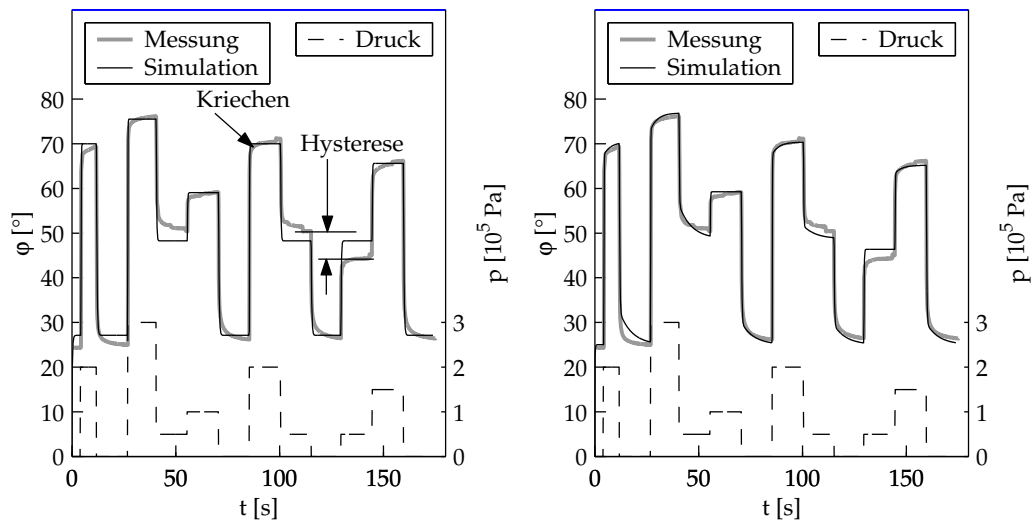 Messung
Simulation
Druck
Kriechen
Hysterese
80
70
60
50
40
30
20
10
0
φ [°]
3
2
1
0
p [10⁵ Pa]
0 50 100 150
t [s]
Messung
Simulation
Druck
80
70
60
50
40
30
20
10
0
φ [°]
3
2
1
0
p [10⁵ Pa]
0 50 100 150
t [s]